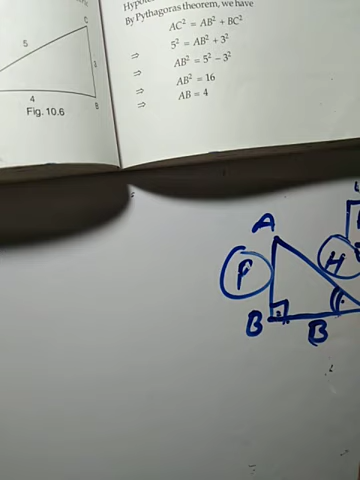 By Pythagoras theorem, we have
AC² = AB² + BC²
5² = AB² + 3²
⇒ AB² = 5² - 3²
⇒ AB² = 16
⇒ AB = 4
C
5
3
4
B
Fig. 10.6
A
P
H
B
B